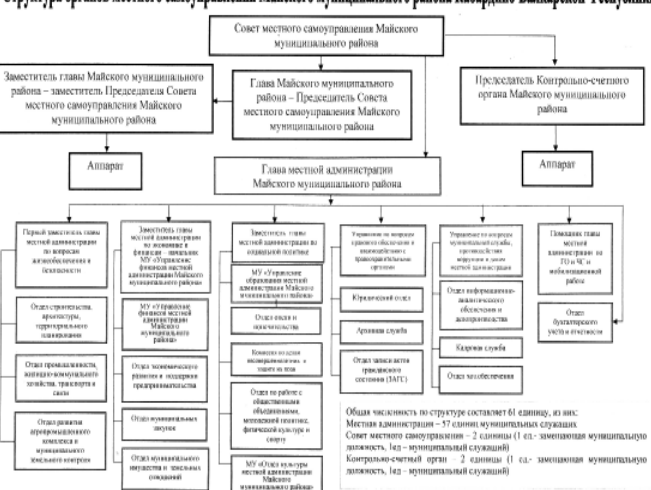 Структура органов местного самоуправления Майского муниципального района Кабардино-Балкарской Республики
Совет местного самоуправления Майского
муниципального района
Заместитель главы Майского муниципального
района – заместитель Председателя Совета
местного самоуправления Майского
муниципального района
Глава Майского муниципального
района – Председатель Совета
местного самоуправления Майского
муниципального района
Председатель Контрольно-счетного
органа Майского муниципального
района
Аппарат
Аппарат
Глава местной администрации
Майского муниципального района
Первый заместитель главы
местной администрации
по вопросам
жизнеобеспечения и
безопасности
Отдел строительства,
архитектуры,
территориального
планирования
Отдел промышленности,
жилищно-коммунального
хозяйства, транспорта и
связи
Отдел развития
агропромышленного
комплекса и
муниципального
земельного контроля
Заместитель главы
местной администрации
по экономике и
финансам – начальник
МУ «Управление
финансов местной
администрации Майского
муниципального района»
МУ «Управление
финансов местной
администрации
Майского
муниципального
района»
Отдел экономического
развития и поддержки
предпринимательства
Отдел муниципальных
закупок
Отдел муниципального
имущества и земельных
отношений
Заместитель главы
местной администрации по
социальной политике
МУ «Управление
образования местной
администрации Майского
муниципального района»
Отдел опеки и
попечительства
Комиссия по делам
несовершеннолетних и
защите их прав
Отдел по работе с
общественными
объединениями,
молодежной политике,
физической культуре и
спорту
МУ «Отдел культуры
местной администрации
Майского
муниципального района»
Управление по вопросам
правового обеспечения и
взаимодействия с
правоохранительными
органами
Юридический отдел
Архивная служба
Отдел записи актов
гражданского
состояния (ЗАГС)
Управление по вопросам
муниципальной службы,
противодействия
коррупции и делам
местной администрации
Отдел информационно-
аналитического
обеспечения и
делопроизводства
Кадровая служба
Отдел хозобеспечения
Помощник главы
местной
администрации по
ГО и ЧС и
мобилизационной
работе
Отдел
бухгалтерского
учета и отчетности
Общая численность по структуре составляет 61 единицу, из них:
Местная администрация – 57 единиц муниципальных служащих
Совет местного самоуправления – 2 единицы (1 ед.- замещающая муниципальную
должность, 1ед – муниципальный служащий)
Контрольно-счетный орган – 2 единицы (1 ед.- замещающая муниципальную
должность, 1ед – муниципальный служащий)